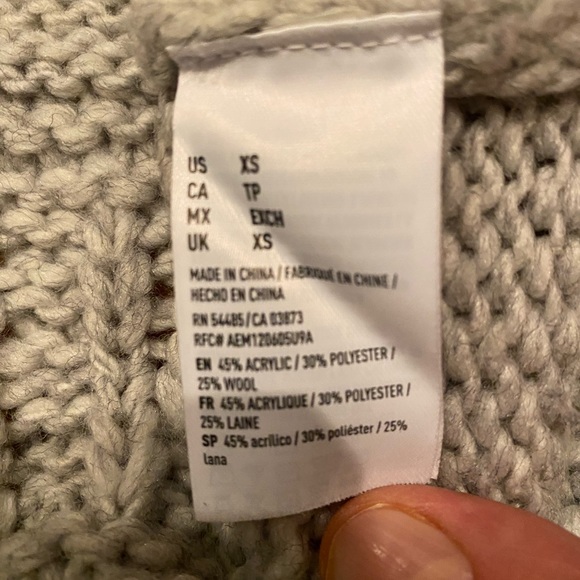 US XS
CA TP
MX EXCH
UK XS
MADE IN CHINA / FABRIQUÉ EN CHINE /
HECHO EN CHINA
RN 54485/CA 03873
RFC# AEM120605U9A
EN 45% ACRYLIC / 30% POLYESTER /
25% WOOL
FR 45% ACRYLIQUE / 30% POLYESTER /
25% LAINE
SP 45% acrílico / 30% poliéster / 25%
lana